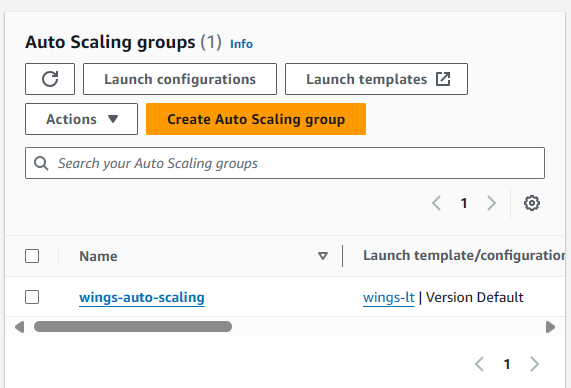 Auto Scaling groups (1) Info
Launch configurations
Launch templates
Actions
Create Auto Scaling group
Search your Auto Scaling groups
1
Name
Launch template/configuration
wings-auto-scaling
wings-lt | Version Default
1